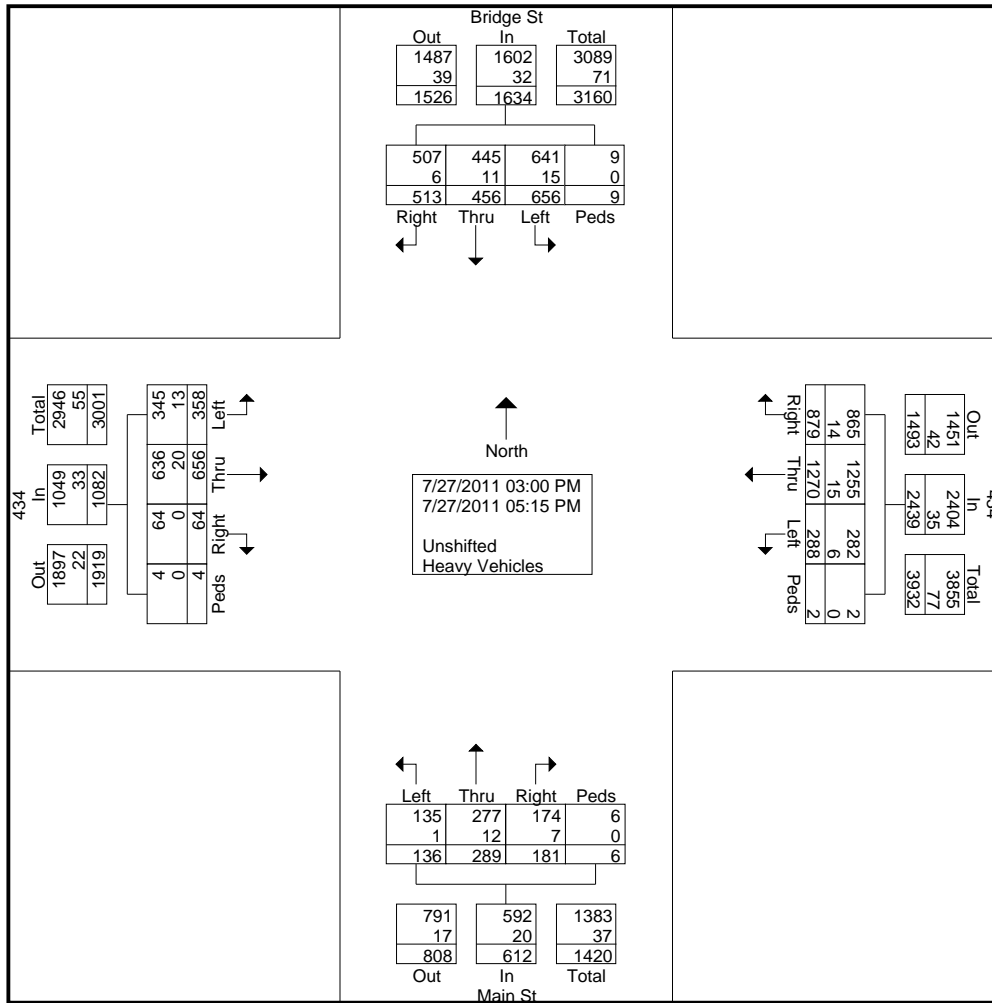 Bridge St
Out In Total
1487 1602 3089
39 32 71
1526 1634 3160
507 445 641 9
6 11 15 0
513 456 656 9
Right Thru Left Peds
434
Total In Out
2946 1049 1897
55 33 22
3001 1082 1919
345 636 64 4
13 20 0 0
358 656 64 4
Left Thru Right Peds
North
7/27/2011 03:00 PM
7/27/2011 05:15 PM
Unshifted
Heavy Vehicles
434
Out In Total
1451 2404 3855
42 35 77
1493 2439 3932
865 1255 282 2
14 15 6 0
879 1270 288 2
Right Thru Left Peds
Left Thru Right Peds
135 277 174 6
1 12 7 0
136 289 181 6
791 592 1383
17 20 37
808 612 1420
Out In Total
Main St